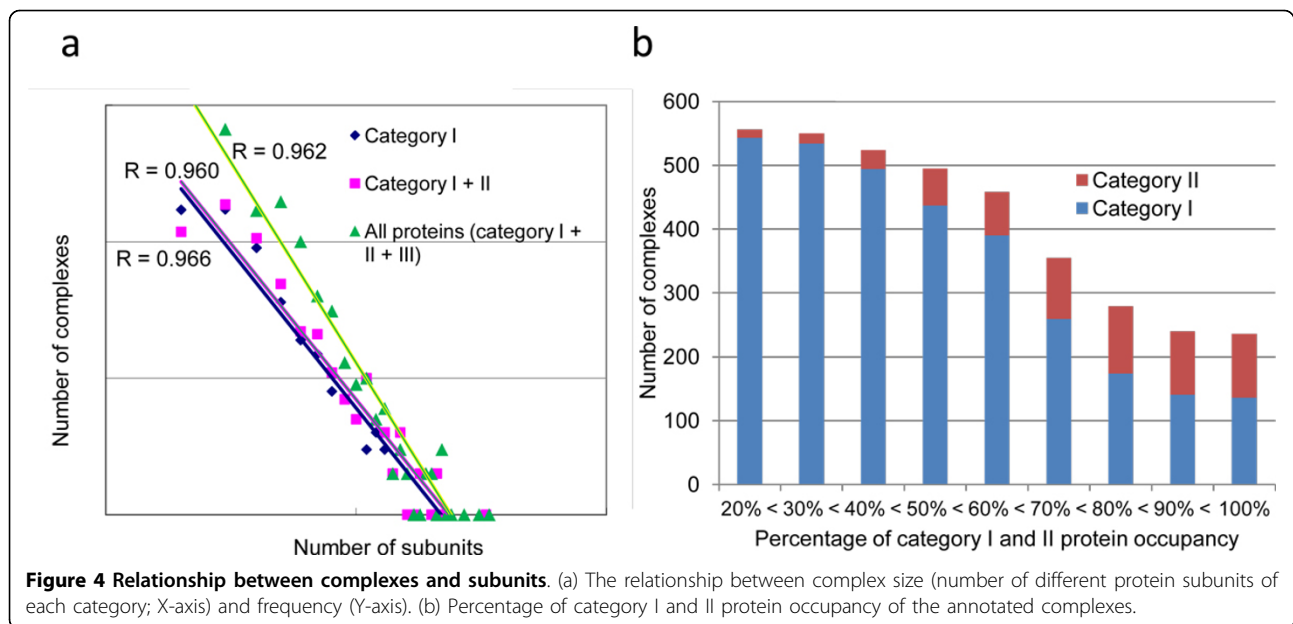 a
R = 0.962
R = 0.960
R = 0.966
Category I
Category I + II
All proteins (category I +
II + III)
Number of complexes
Number of subunits
b
600
500
400
300
200
100
0
Number of complexes
Category II
Category I
20% < 30% < 40% < 50% < 60% < 70% < 80% < 90% < 100%
Percentage of category I and II protein occupancy
Figure 4 Relationship between complexes and subunits. (a) The relationship between complex size (number of different protein subunits of
each category; X-axis) and frequency (Y-axis). (b) Percentage of category I and II protein occupancy of the annotated complexes.